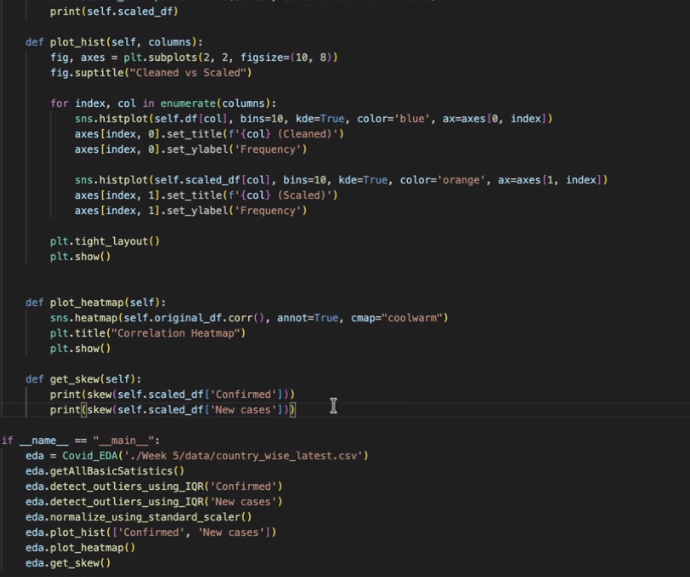 print(self.scaled_df)
def plot_hist(self, columns):
fig, axes = plt.subplots(2, 2, figsize=(10, 8))
fig.suptitle("Cleaned vs Scaled")
for index, col in enumerate(columns):
sns.histplot(self.df[col], bins=10, kde=True, color='blue', ax=axes[0, index])
axes[index, 0].set_title(f'{col} (Cleaned)')
axes[index, 0].set_ylabel('Frequency')
sns.histplot(self.scaled_df[col], bins=10, kde=True, color='orange', ax=axes[1, index])
axes[index, 1].set_title(f'{col} (Scaled)')
axes[index, 1].set_ylabel('Frequency')
plt.tight_layout()
plt.show()
def plot_heatmap(self):
sns.heatmap(self.original_df.corr(), annot=True, cmap="coolwarm")
plt.title("Correlation Heatmap")
plt.show()
def get_skew(self):
print(skew(self.scaled_df['Confirmed']))
print(skew(self.scaled_df['New cases']))
if __name__ == "__main__":
eda = Covid_EDA('./Week 5/data/country_wise_latest.csv')
eda.getAllBasicSatistics()
eda.detect_outliers_using_IQR('Confirmed')
eda.detect_outliers_using_IQR('New cases')
eda.normalize_using_standard_scaler()
eda.plot_hist(['Confirmed', 'New cases'])
eda.plot_heatmap()
eda.get_skew()